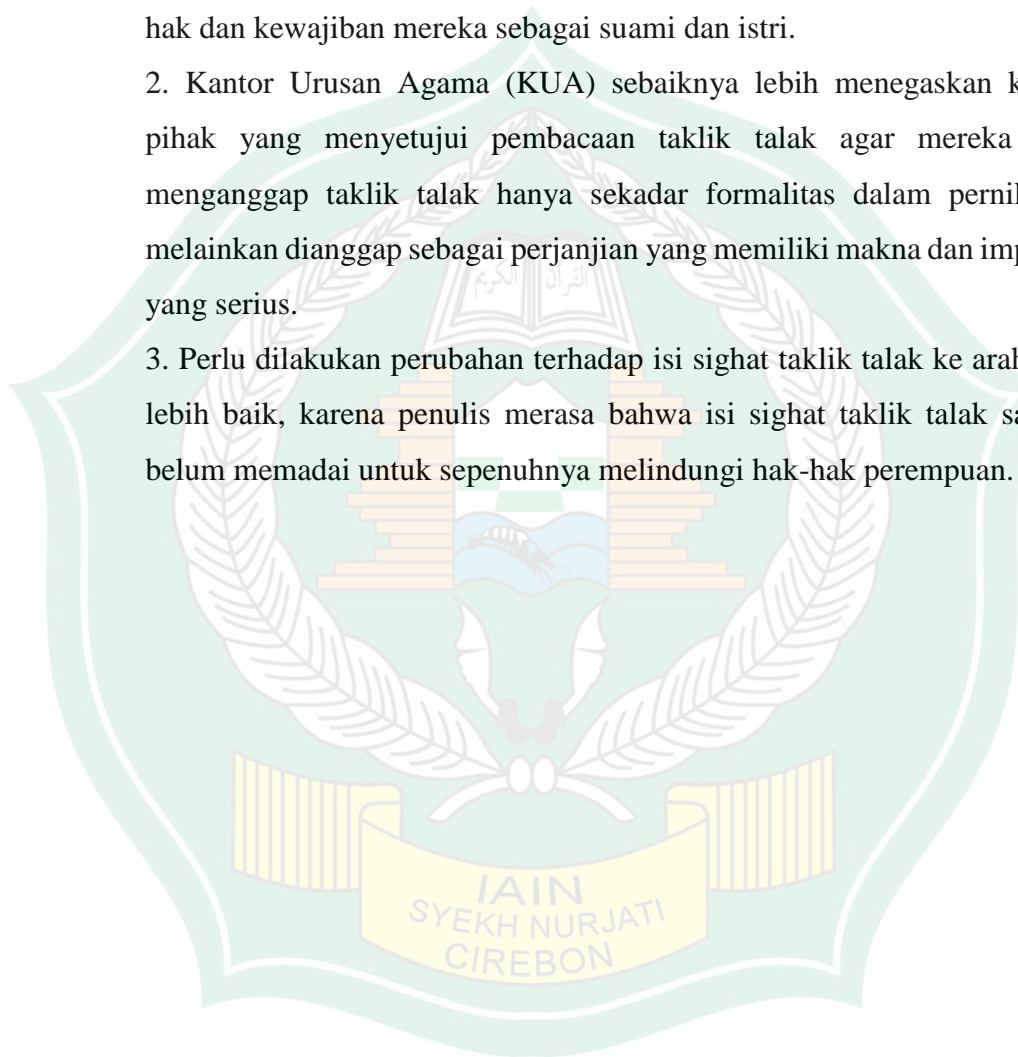 hak dan kewajiban mereka sebagai suami dan istri.
2. Kantor Urusan Agama (KUA) sebaiknya lebih menegaskan
pihak yang menyetujui pembacaan taklik talak agar mereka
menganggap taklik talak hanya sekadar formalitas dalam
melainkan dianggap sebagai perjanjian yang memiliki makna dan
yang serius.
3. Perlu dilakukan perubahan terhadap isi sighat taklik talak ke arah
lebih baik, karena penulis merasa bahwa isi sighat taklik talak
belum memadai untuk sepenuhnya melindungi hak-hak perempuan.
القرآن الكريم
IAIN
SYEKH NURJATI
CIREBON